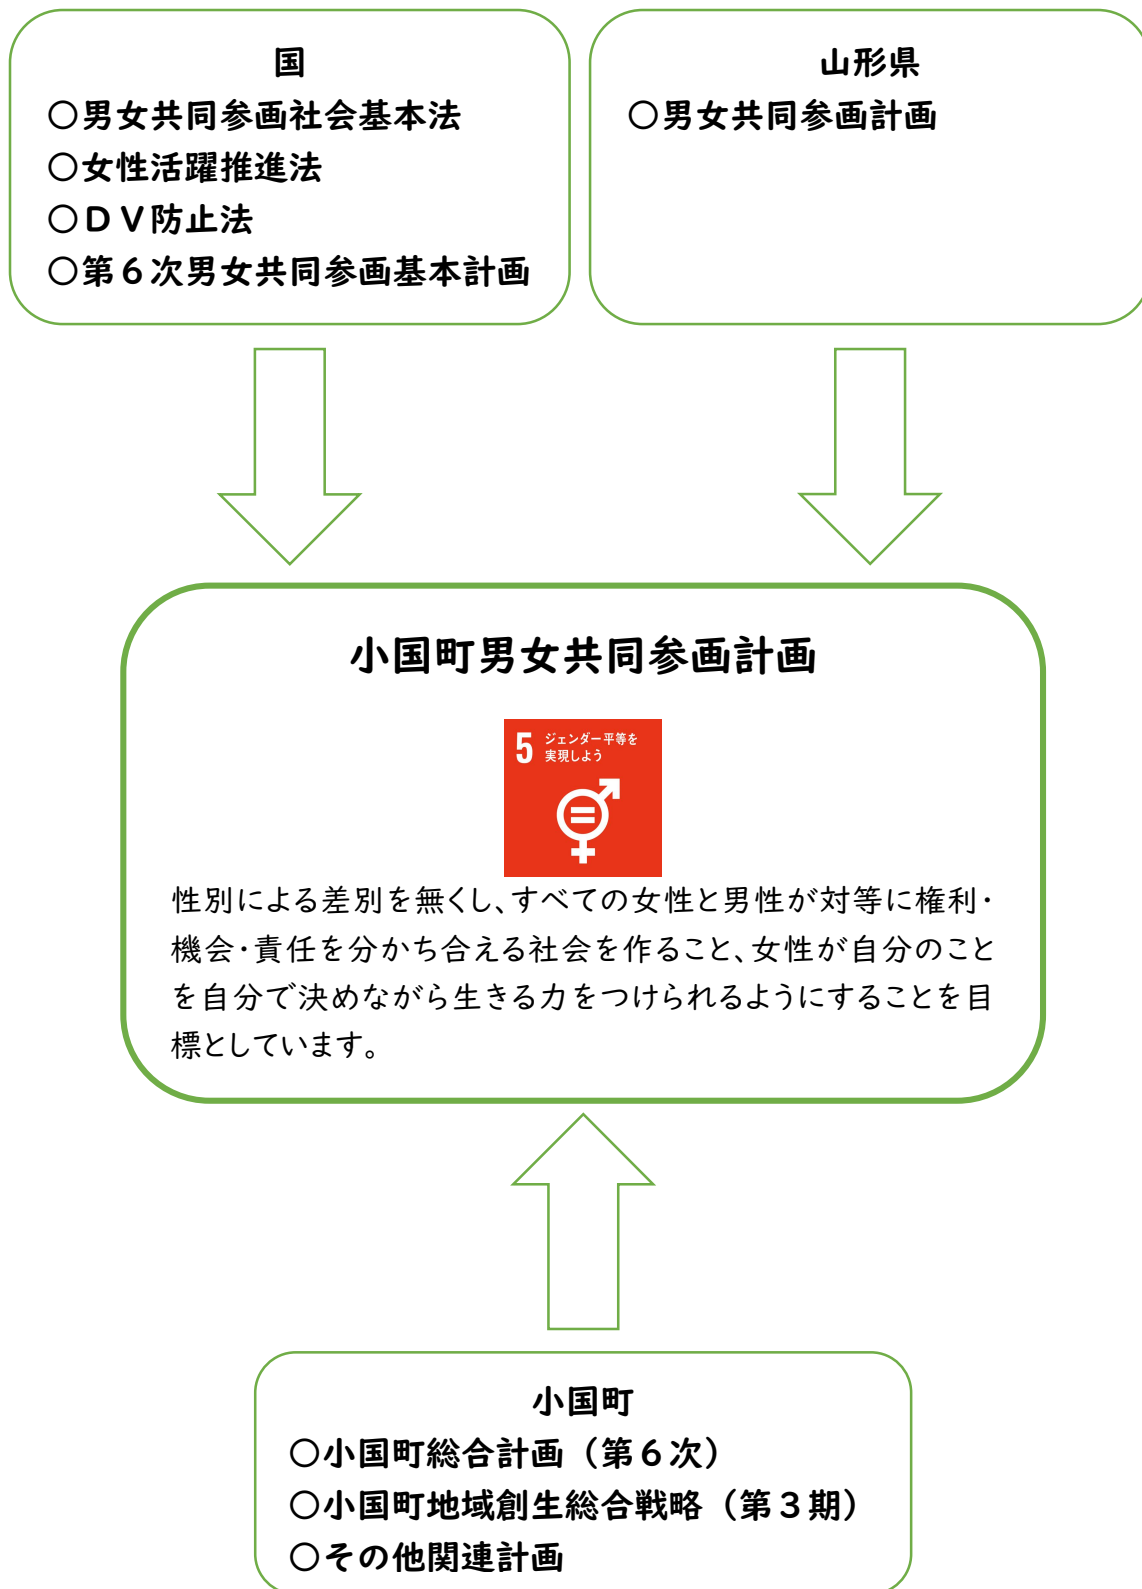 国
○男女共同参画社会基本法
○女性活躍推進法
○ＤＶ防止法
○第６次男女共同参画基本計画
山形県
○男女共同参画計画
小国町男女共同参画計画
5 ジェンダー平等を
実現しよう
性別による差別を無くし、すべての女性と男性が対等に権利・
機会・責任を分かち合える社会を作ること、女性が自分のこと
を自分で決めながら生きる力をつけられるようにすることを目
標としています。
小国町
○小国町総合計画（第６次）
○小国町地域創生総合戦略（第３期）
○その他関連計画